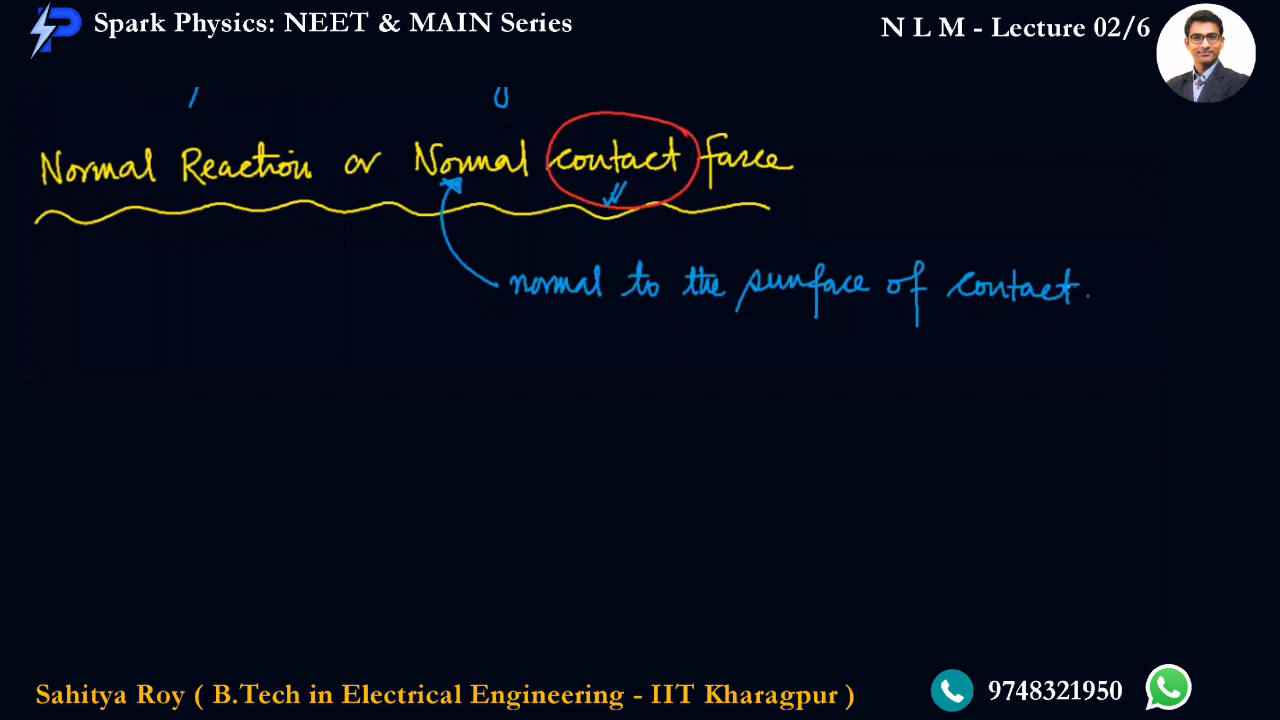 Spark Physics: NEET & MAIN Series
N L M - Lecture 02/6
Normal Reaction or Normal contact force
normal to the surface of contact.
Sahitya Roy ( B.Tech in Electrical Engineering - IIT Kharagpur )
9748321950